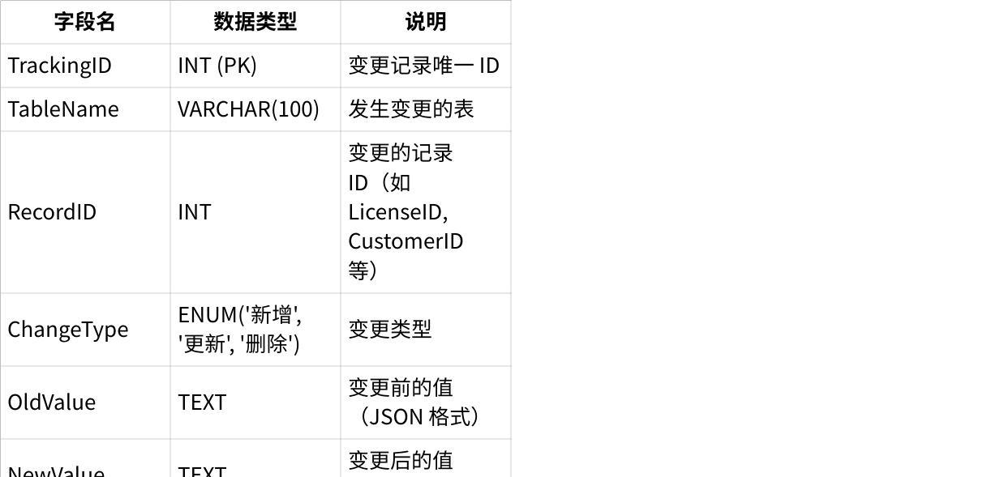 字段名 数据类型 说明
TrackingID INT (PK) 变更记录唯一 ID
TableName VARCHAR(100) 发生变更的表
变更的记录
ID（如
RecordID INT LicenseID,
CustomerID
等）
ENUM('新增',
ChangeType 变更类型
'更新', '删除')
变更前的值
OldValue TEXT
（JSON 格式）
变更后的值
NewValue TEXT